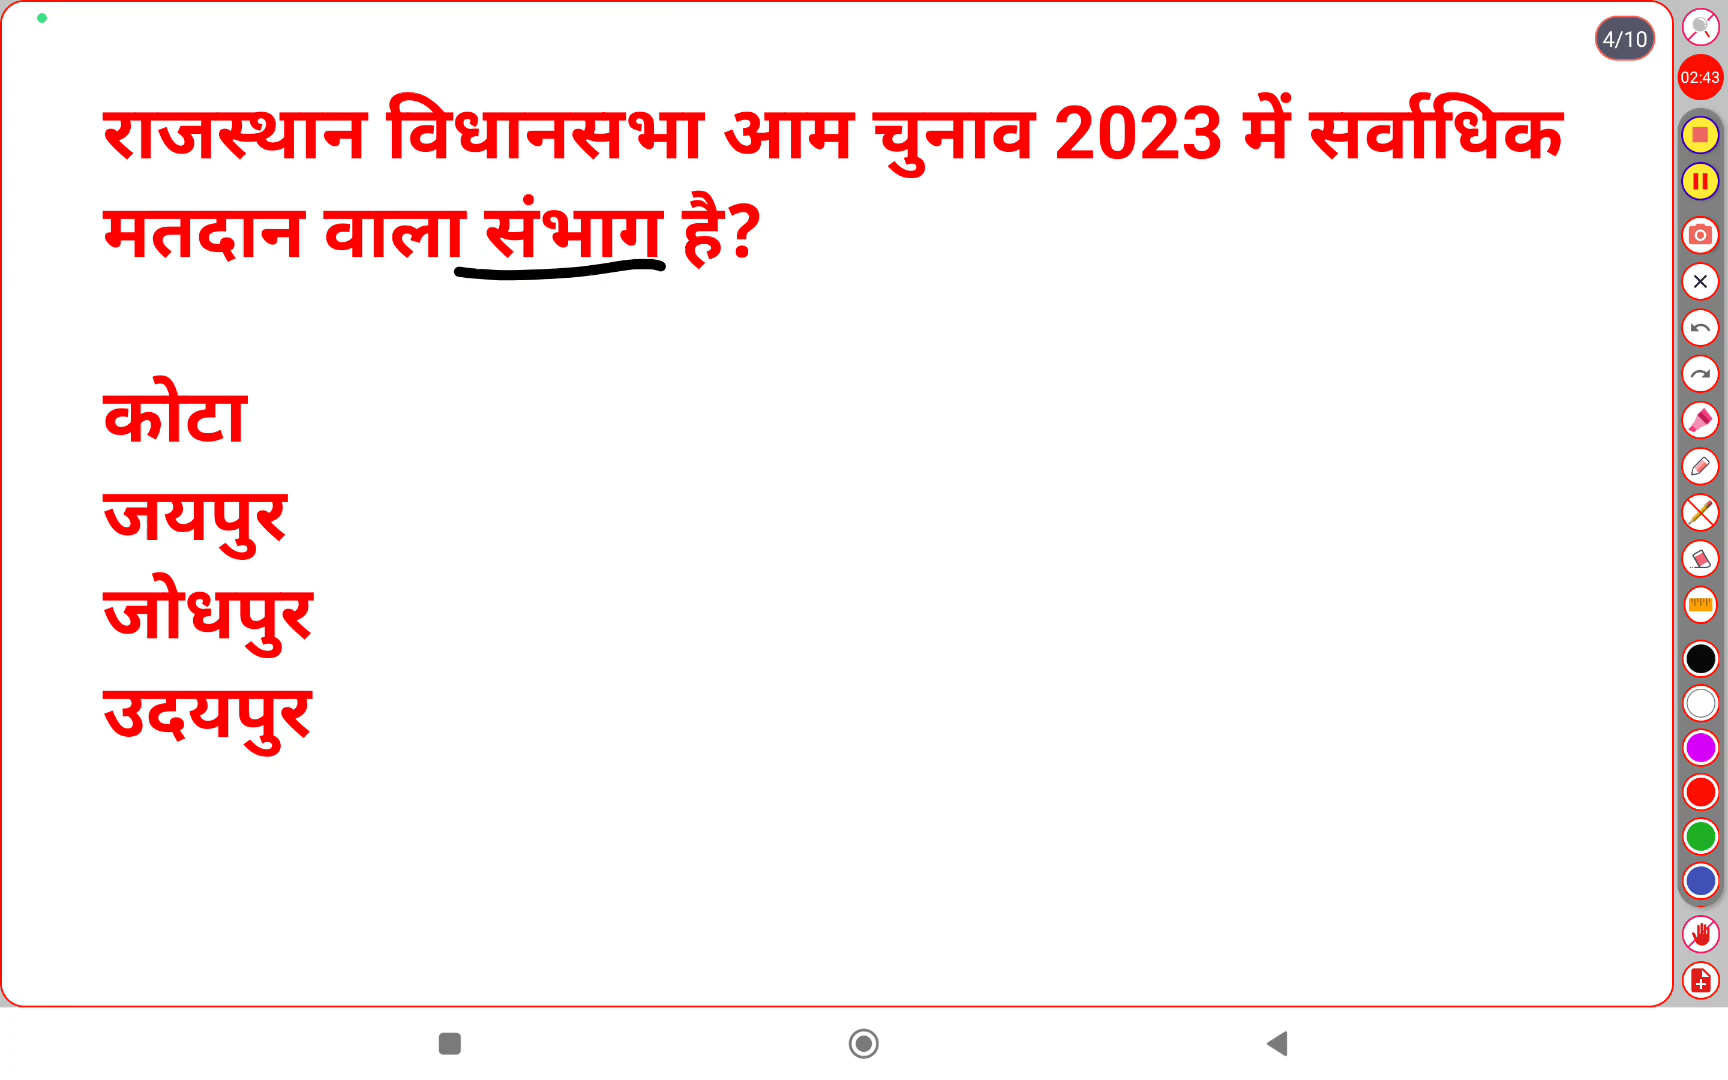 4/10
02:43
राजस्थान विधानसभा आम चुनाव 2023 में सर्वाधिक
मतदान वाला संभाग है?
कोटा
जयपुर
जोधपुर
उदयपुर